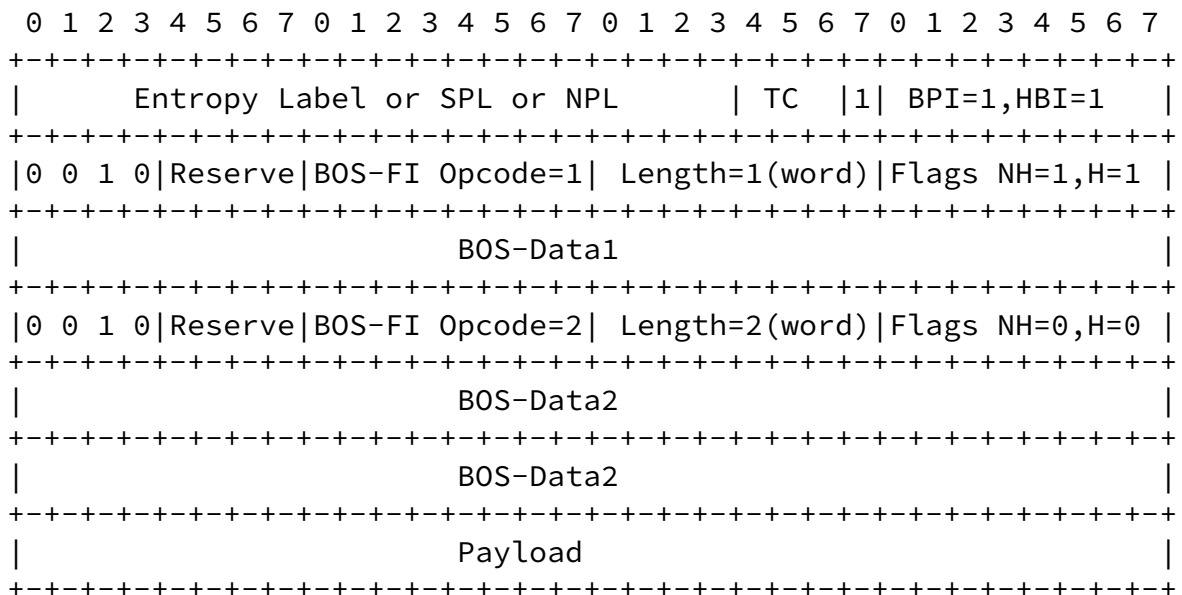 0 1 2 3 4 5 6 7 0 1 2 3 4 5 6 7 0 1 2 3 4 5 6 7 0 1 2 3 4 5 6 7
+-+-+-+-+-+-+-+-+-+-+-+-+-+-+-+-+-+-+-+-+-+-+-+-+-+-+-+-+-+-+-+-+
|      Entropy Label or SPL or NPL      | TC  |1| BPI=1,HBI=1   |
+-+-+-+-+-+-+-+-+-+-+-+-+-+-+-+-+-+-+-+-+-+-+-+-+-+-+-+-+-+-+-+-+
|0 0 1 0|Reserve|BOS-FI Opcode=1| Length=1(word)|Flags NH=1,H=1 |
+-+-+-+-+-+-+-+-+-+-+-+-+-+-+-+-+-+-+-+-+-+-+-+-+-+-+-+-+-+-+-+-+
|                        BOS-Data1                              |
+-+-+-+-+-+-+-+-+-+-+-+-+-+-+-+-+-+-+-+-+-+-+-+-+-+-+-+-+-+-+-+-+
|0 0 1 0|Reserve|BOS-FI Opcode=2| Length=2(word)|Flags NH=0,H=0 |
+-+-+-+-+-+-+-+-+-+-+-+-+-+-+-+-+-+-+-+-+-+-+-+-+-+-+-+-+-+-+-+-+
|                        BOS-Data2                              |
+-+-+-+-+-+-+-+-+-+-+-+-+-+-+-+-+-+-+-+-+-+-+-+-+-+-+-+-+-+-+-+-+
|                        BOS-Data2                              |
+-+-+-+-+-+-+-+-+-+-+-+-+-+-+-+-+-+-+-+-+-+-+-+-+-+-+-+-+-+-+-+-+
|                        Payload                                |
+-+-+-+-+-+-+-+-+-+-+-+-+-+-+-+-+-+-+-+-+-+-+-+-+-+-+-+-+-+-+-+-+